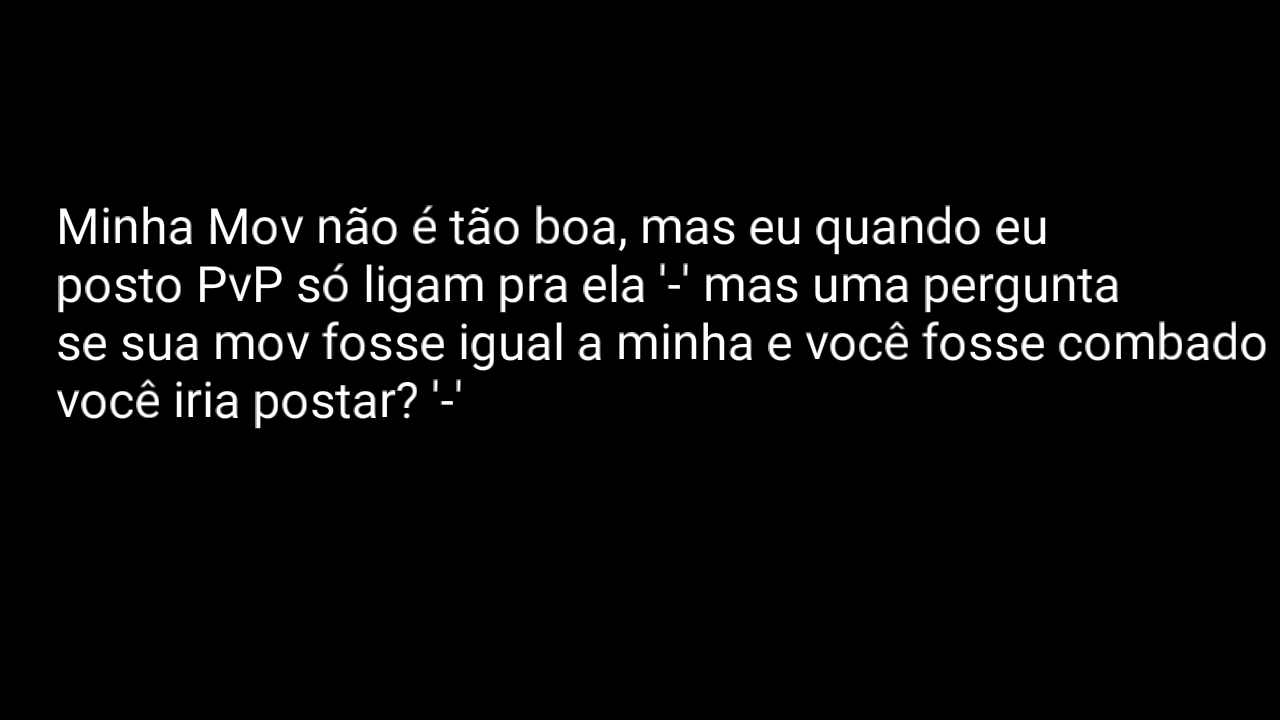 Minha Mov não é tão boa, mas eu quando eu
posto PvP só ligam pra ela '-' mas uma pergunta
se sua mov fosse igual a minha e você fosse combado
você iria postar? '-'